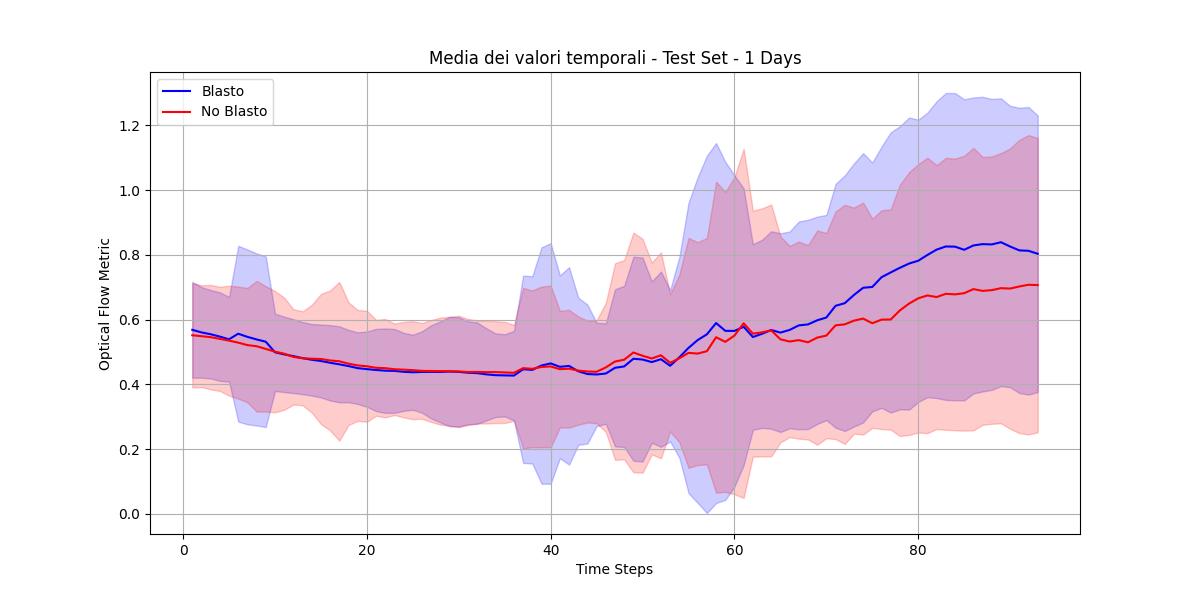 Media dei valori temporali - Test Set - 1 Days
Blasto
No Blasto
Optical Flow Metric
1.2
1.0
0.8
0.6
0.4
0.2
0.0
0 20 40 60 80
Time Steps